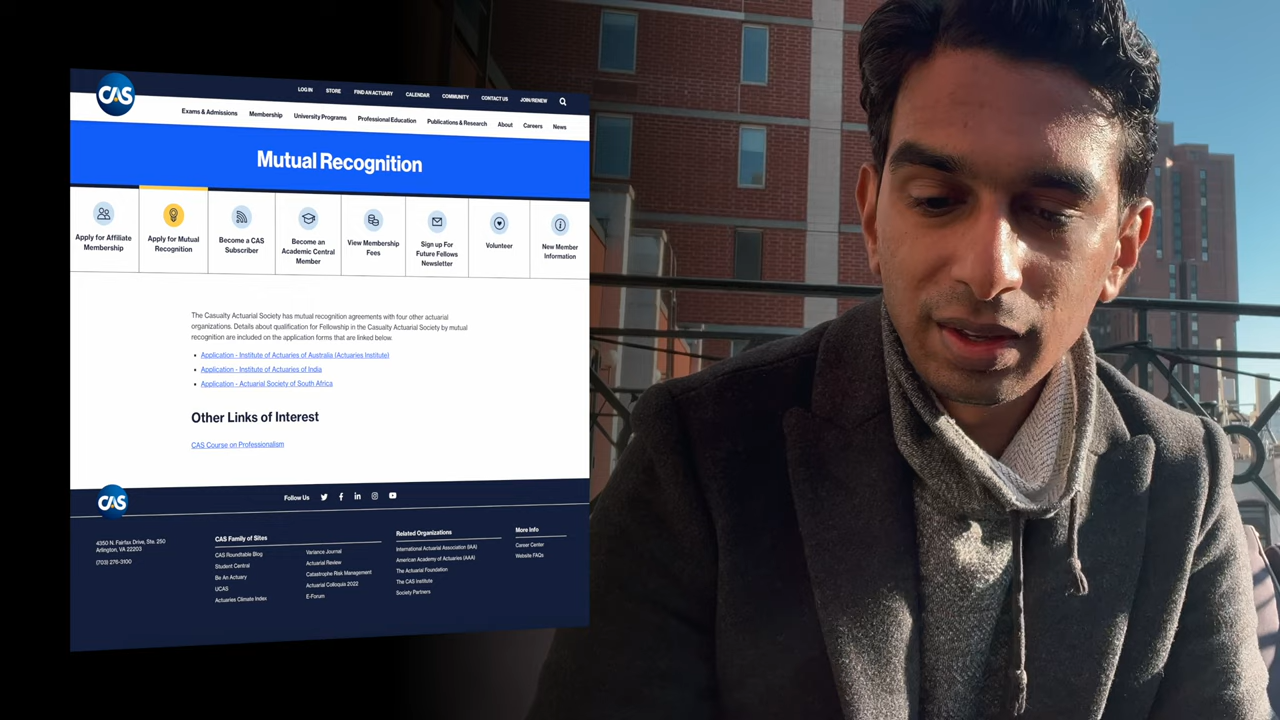 CAS
LOG IN STORE FIND AN ACTUARY CALENDAR COMMUNITY CONTACT US JOIN/RENEW
Exams & Admissions Membership University Programs Professional Education Publications & Research About Careers News
Mutual Recognition
Apply for Affiliate
Membership
Apply for Mutual
Recognition
Become a CAS
Subscriber
Become an
Academic Central
Member
View Membership
Fees
Sign up For
Future Fellows
Newsletter
Volunteer
New Member
Information
The Casualty Actuarial Society has mutual recognition agreements with four other actuarial
organizations. Details about qualification for Fellowship in the Casualty Actuarial Society by mutual
recognition are included on the application forms that are linked below.
• Application - Institute of Actuaries of Australia (Actuaries Institute)
• Application - Institute of Actuaries of India
• Application - Actuarial Society of South Africa
Other Links of Interest
CAS Course on Professionalism
CAS
Follow Us
4350 N. Fairfax Drive, Ste. 250
Arlington, VA 22203
(703) 276-3100
CAS Family of Sites
CAS Roundtable Blog
Student Central
Be An Actuary
UCAS
Actuaries Climate Index
Variance Journal
Actuarial Review
Catastrophe Risk Management
Actuarial Colloquia 2022
E-Forum
Related Organizations
International Actuarial Association (IAA)
American Academy of Actuaries (AAA)
The Actuarial Foundation
The CAS Institute
Society Partners
More Info
Career Center
Website FAQs